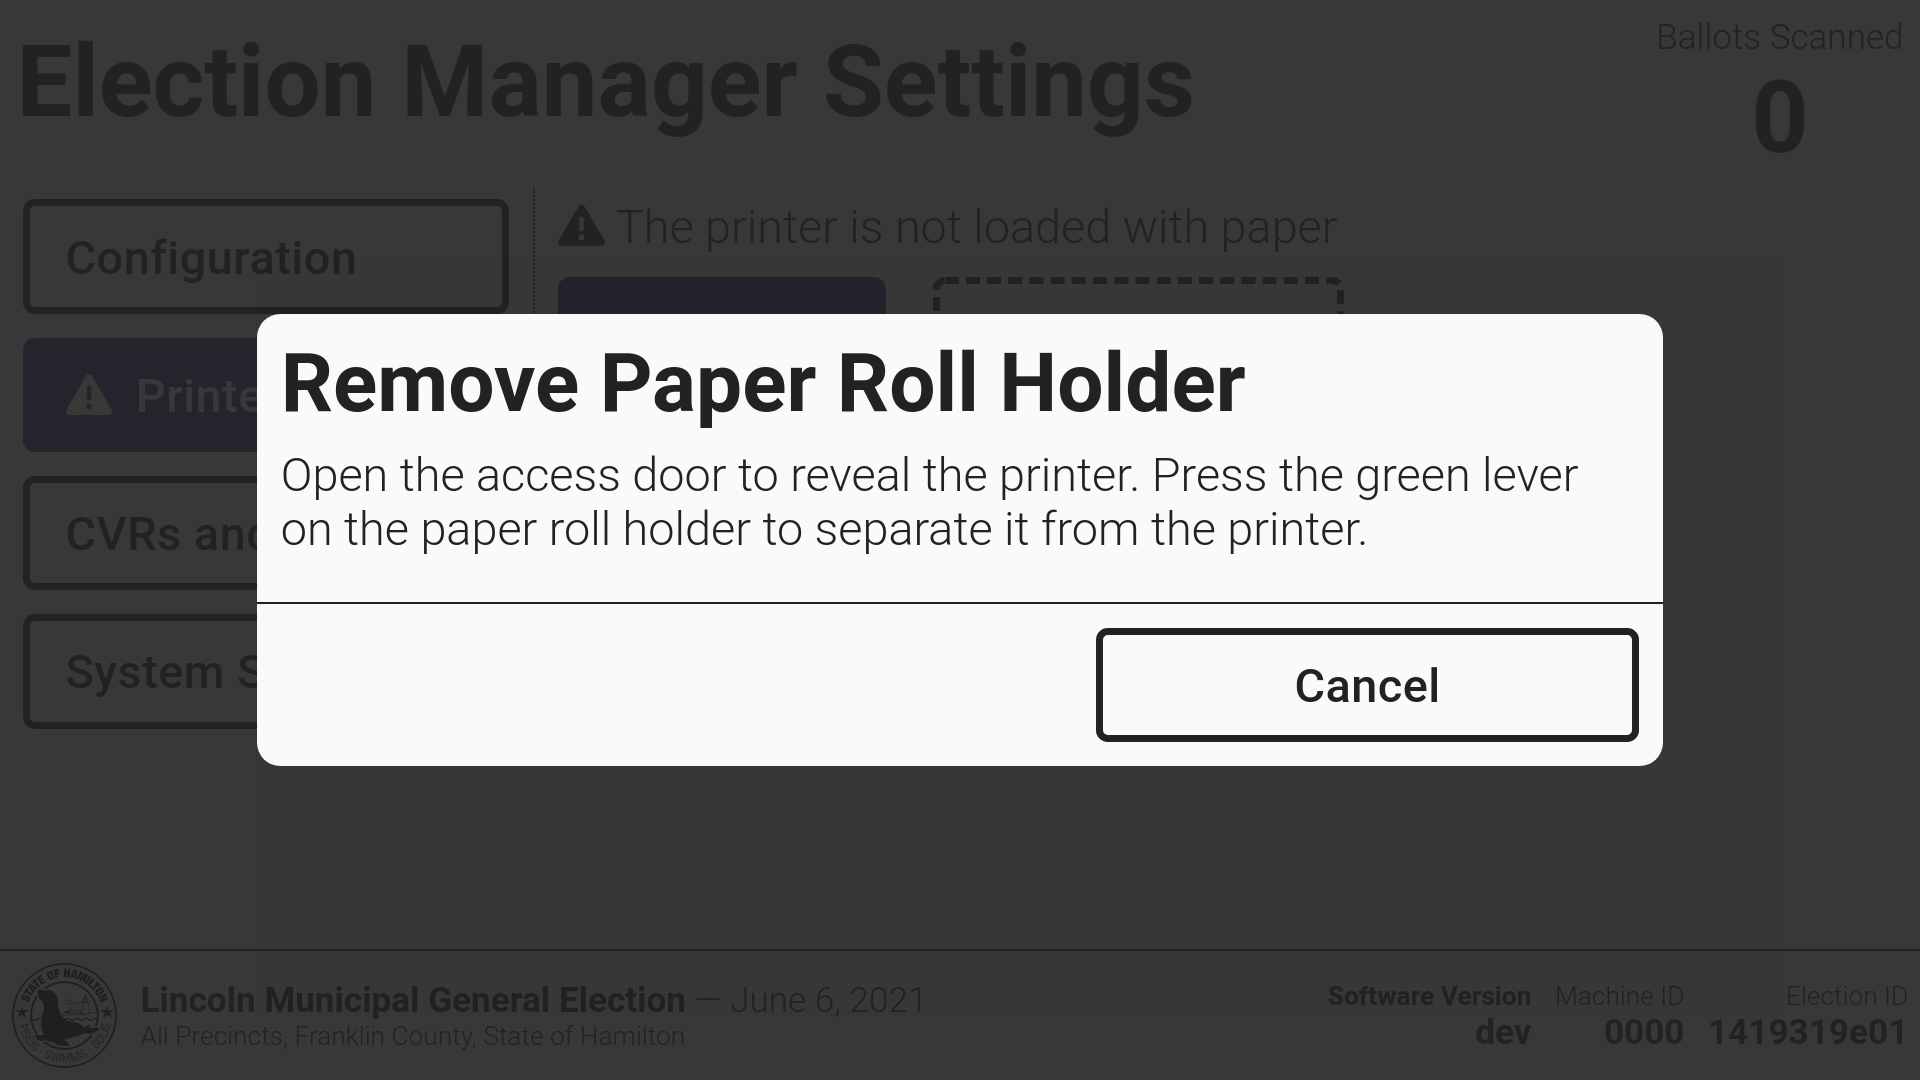 Election Manager Settings
Ballots Scanned
0
Configuration
The printer is not loaded with paper
Remove Paper Roll Holder
Open the access door to reveal the printer. Press the green lever
on the paper roll holder to separate it from the printer.
Cancel
CVRs
System
STATE OF HAMILTON
Lincoln Municipal General Election — June 6, 2021
All Precincts, Franklin County, State of Hamilton
Software Version
dev
Machine ID
0000
Election ID
1419319e01